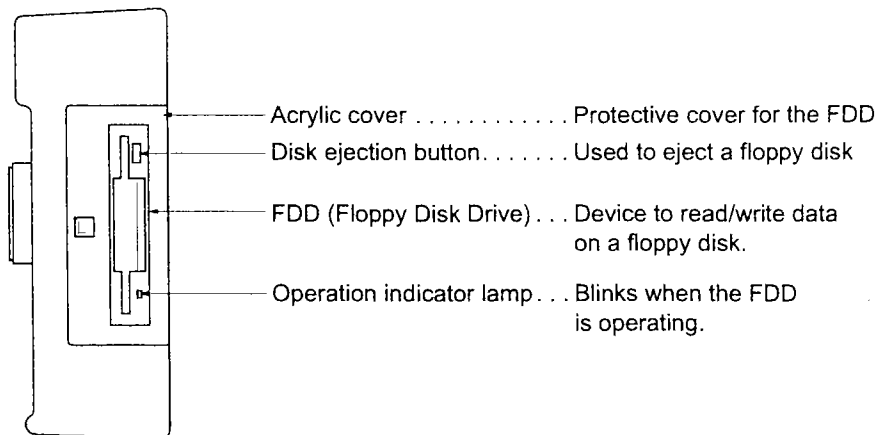 Acrylic cover . . . . . . . . . . . . . Protective cover for the FDD
Disk ejection button. . . . . . . Used to eject a floppy disk
FDD (Floppy Disk Drive) . . . Device to read/write data
on a floppy disk.
Operation indicator lamp . . . Blinks when the FDD
is operating.